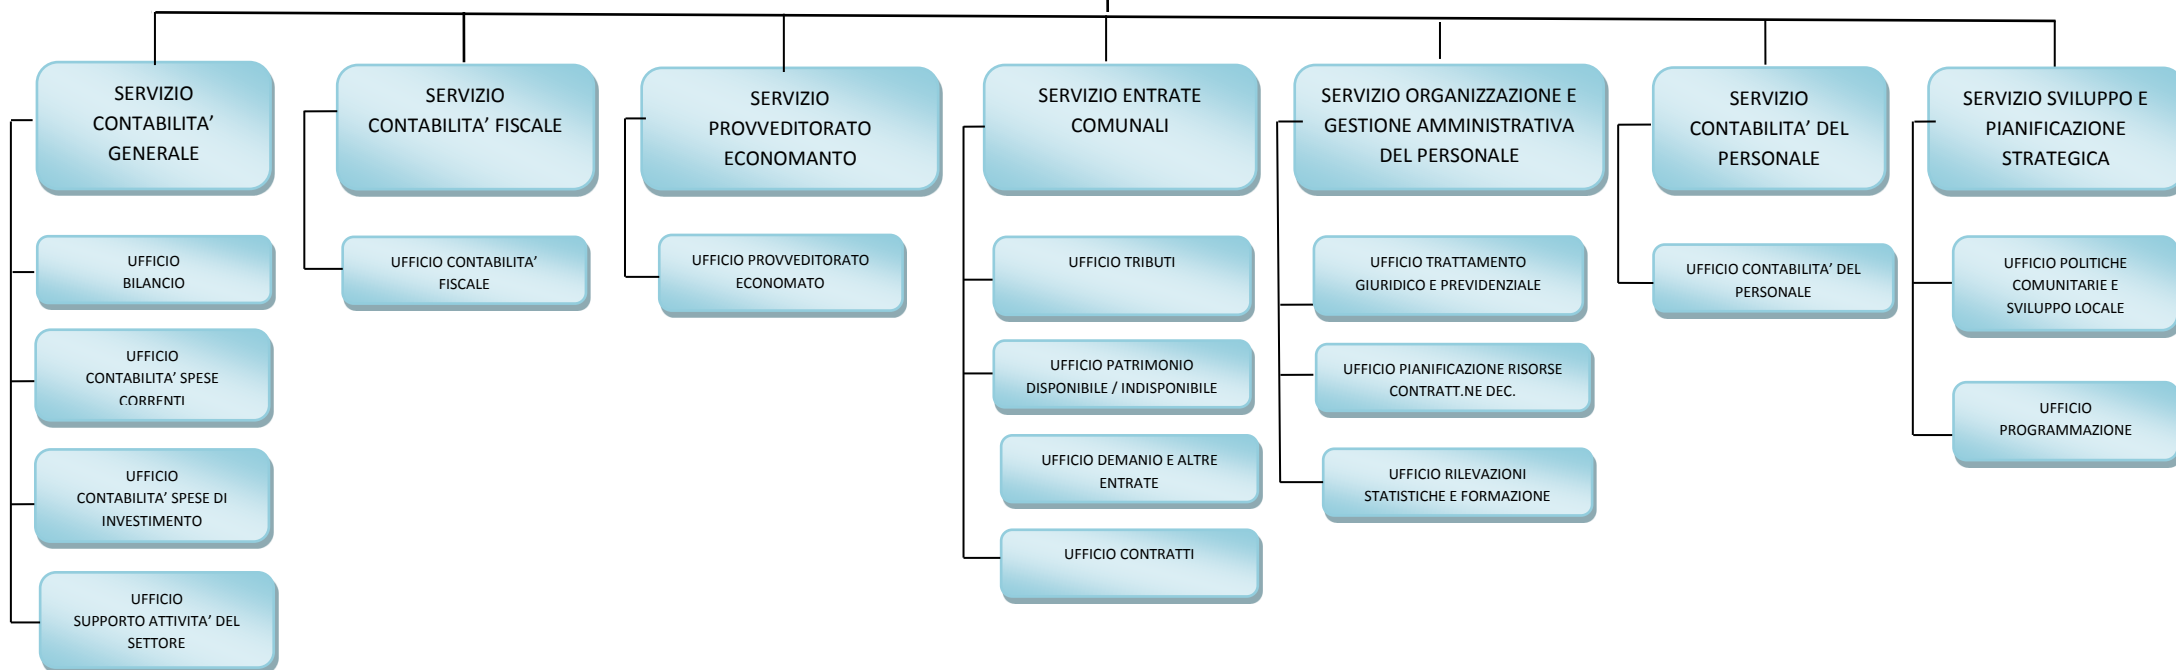 SERVIZIO
CONTABILITA’
GENERALE
SERVIZIO
CONTABILITA’ FISCALE
SERVIZIO
PROVVEDITORATO
ECONOMANTO
SERVIZIO ENTRATE
COMUNALI
SERVIZIO ORGANIZZAZIONE E
GESTIONE AMMINISTRATIVA
DEL PERSONALE
SERVIZIO
CONTABILITA’ DEL
PERSONALE
SERVIZIO SVILUPPO E
PIANIFICAZIONE
STRATEGICA
UFFICIO
BILANCIO
UFFICIO
CONTABILITA’ SPESE
CORRENTI
UFFICIO
CONTABILITA’ SPESE DI
INVESTIMENTO
UFFICIO
SUPPORTO ATTIVITA’ DEL
SETTORE
UFFICIO CONTABILITA’
FISCALE
UFFICIO PROVVEDITORATO
ECONOMATO
UFFICIO TRIBUTI
UFFICIO PATRIMONIO
DISPONIBILE / INDISPONIBILE
UFFICIO DEMANIO E ALTRE
ENTRATE
UFFICIO CONTRATTI
UFFICIO TRATTAMENTO
GIURIDICO E PREVIDENZIALE
UFFICIO PIANIFICAZIONE RISORSE
CONTRATT.NE DEC.
UFFICIO RILEVAZIONI
STATISTICHE E FORMAZIONE
UFFICIO CONTABILITA’ DEL
PERSONALE
UFFICIO POLITICHE
COMUNITARIE E
SVILUPPO LOCALE
UFFICIO
PROGRAMMAZIONE